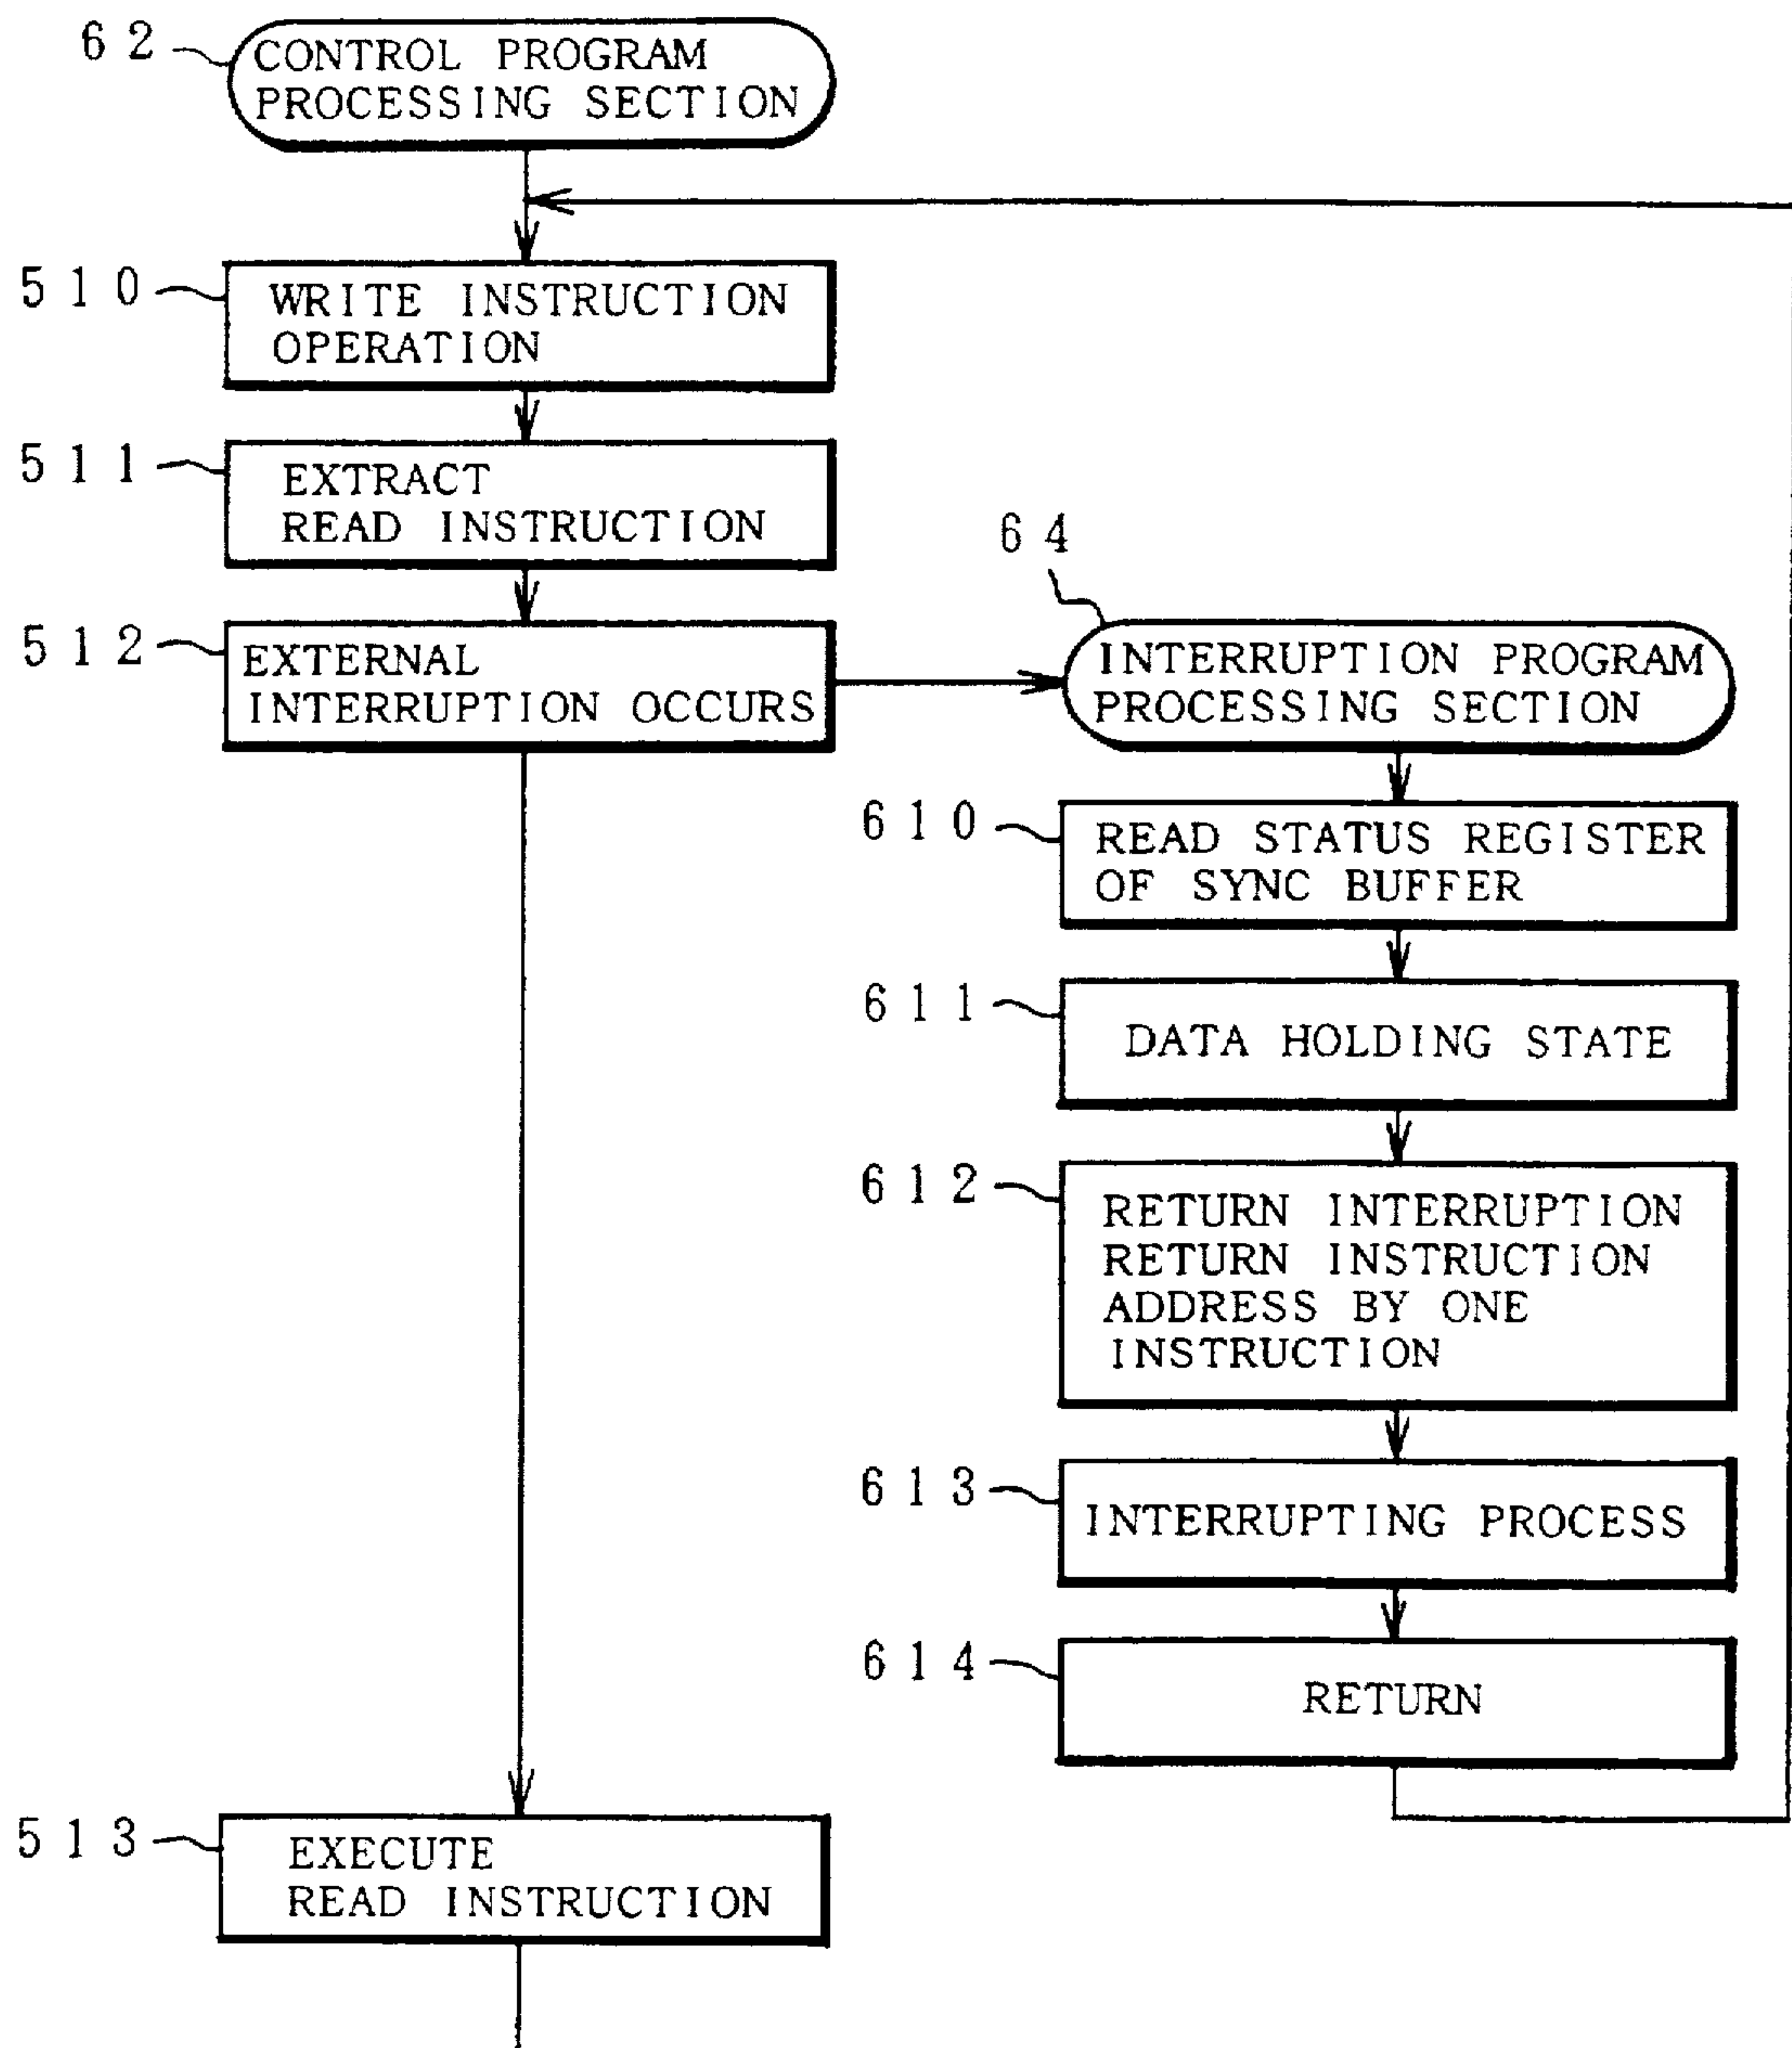 62
CONTROL PROGRAM
PROCESSING SECTION
510
WRITE INSTRUCTION
OPERATION
511
EXTRACT
READ INSTRUCTION
512
EXTERNAL
INTERRUPTION OCCURS
64
INTERRUPTION PROGRAM
PROCESSING SECTION
610
READ STATUS REGISTER
OF SYNC BUFFER
611
DATA HOLDING STATE
612
RETURN INTERRUPTION
RETURN INSTRUCTION
ADDRESS BY ONE
INSTRUCTION
613
INTERRUPTING PROCESS
614
RETURN
513
EXECUTE
READ INSTRUCTION